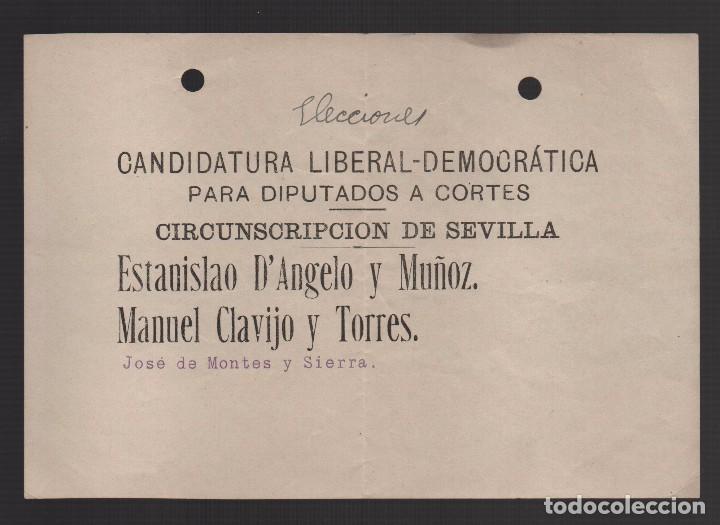 Elecciones
CANDIDATURA LIBERAL-DEMOCRÁTICA
PARA DIPUTADOS A CORTES
CIRCUNSCRIPCION DE SEVILLA
Estanislao D'Angelo y Muñoz.
Manuel Clavijo y Torres.
José de Montes y Sierra.
todocoleccion